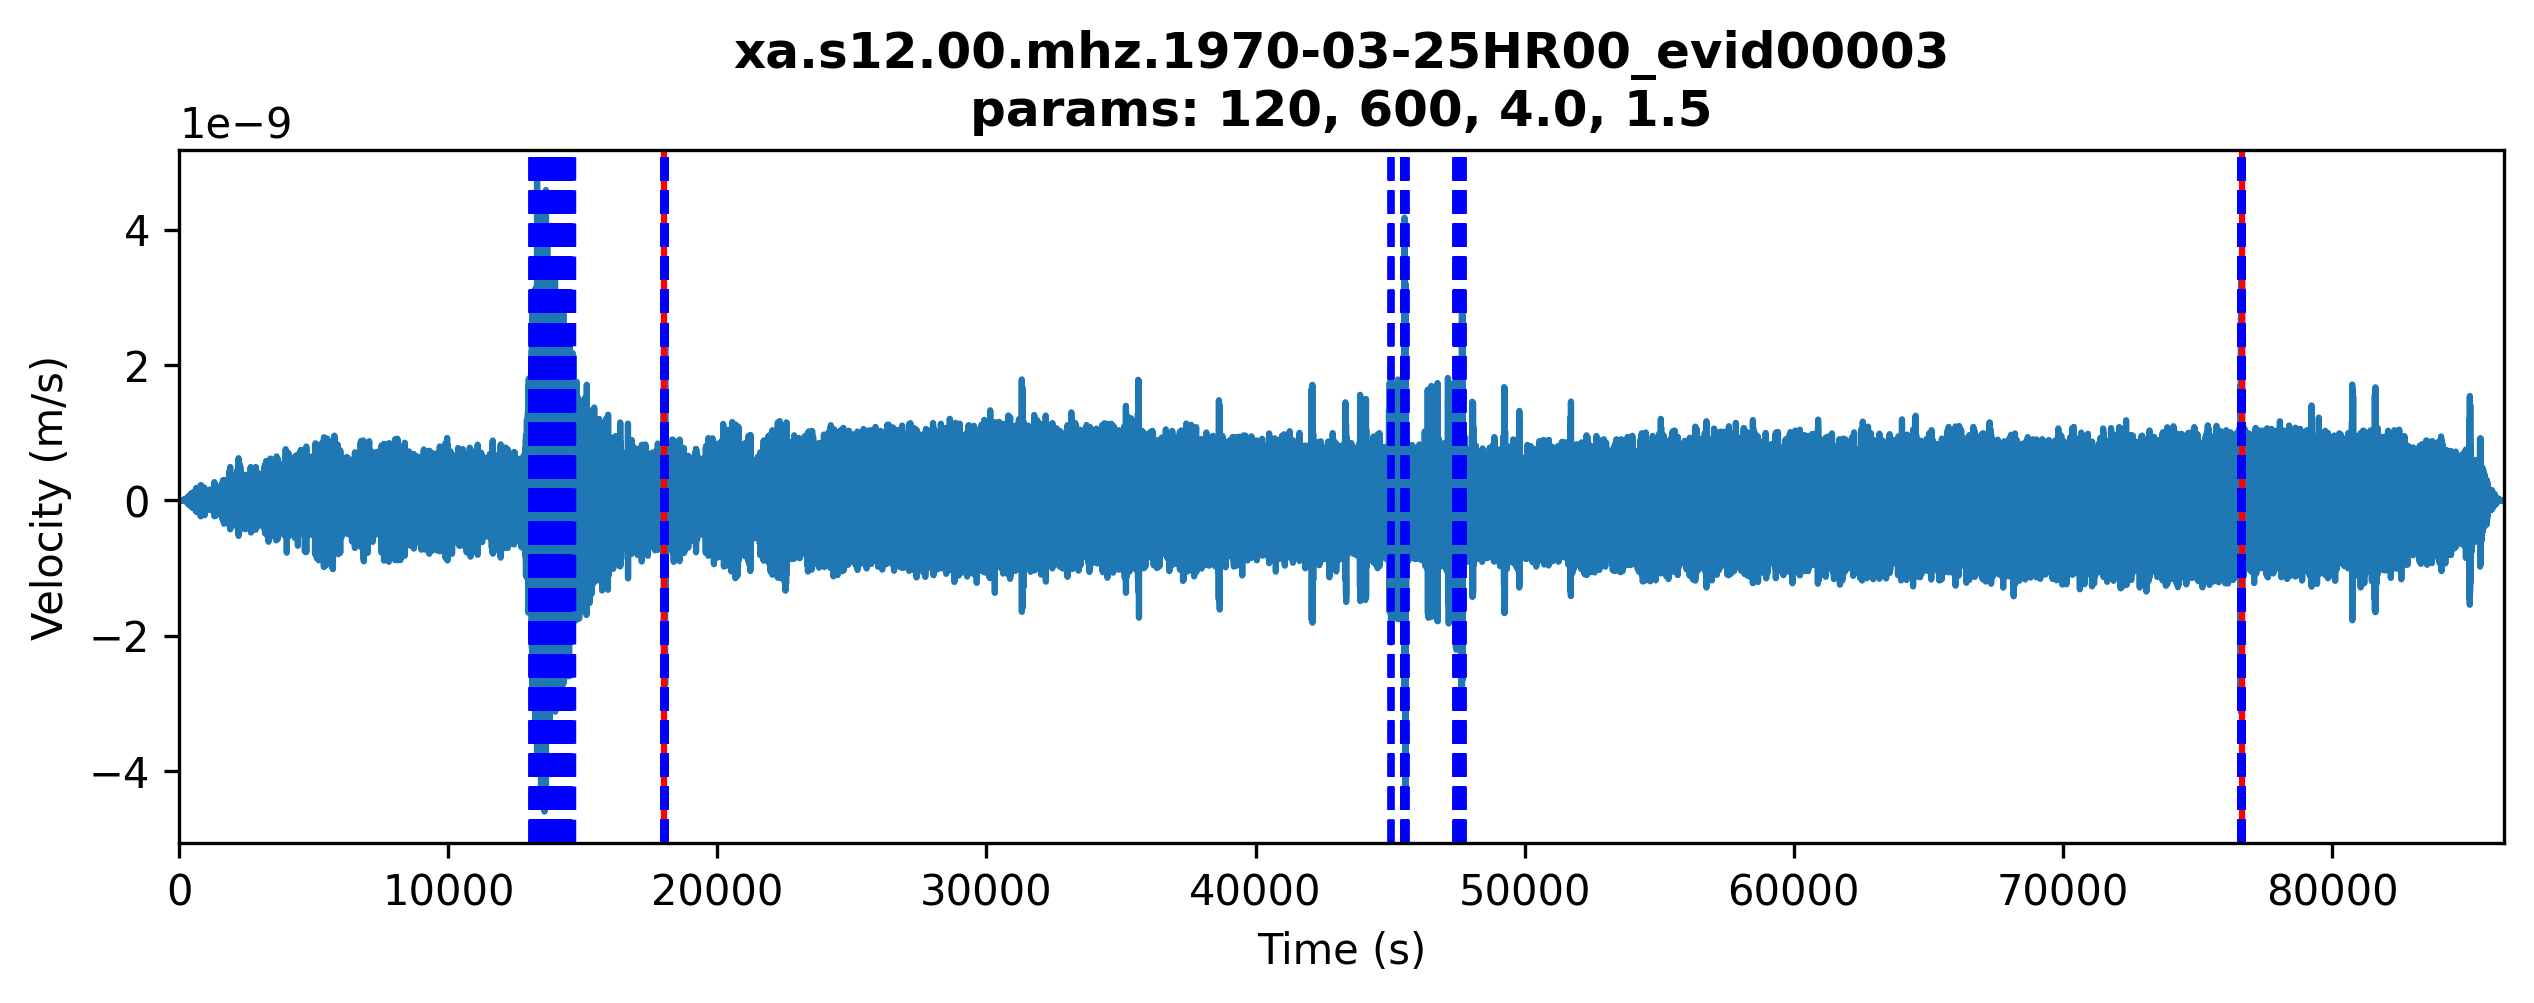 xa.s12.00.mhz.1970-03-25HR00_evid00003
params: 120, 600, 4.0, 1.5
1e−9
4
2
0
−2
−4
Velocity (m/s)
0 10000 20000 30000 40000 50000 60000 70000 80000
Time (s)